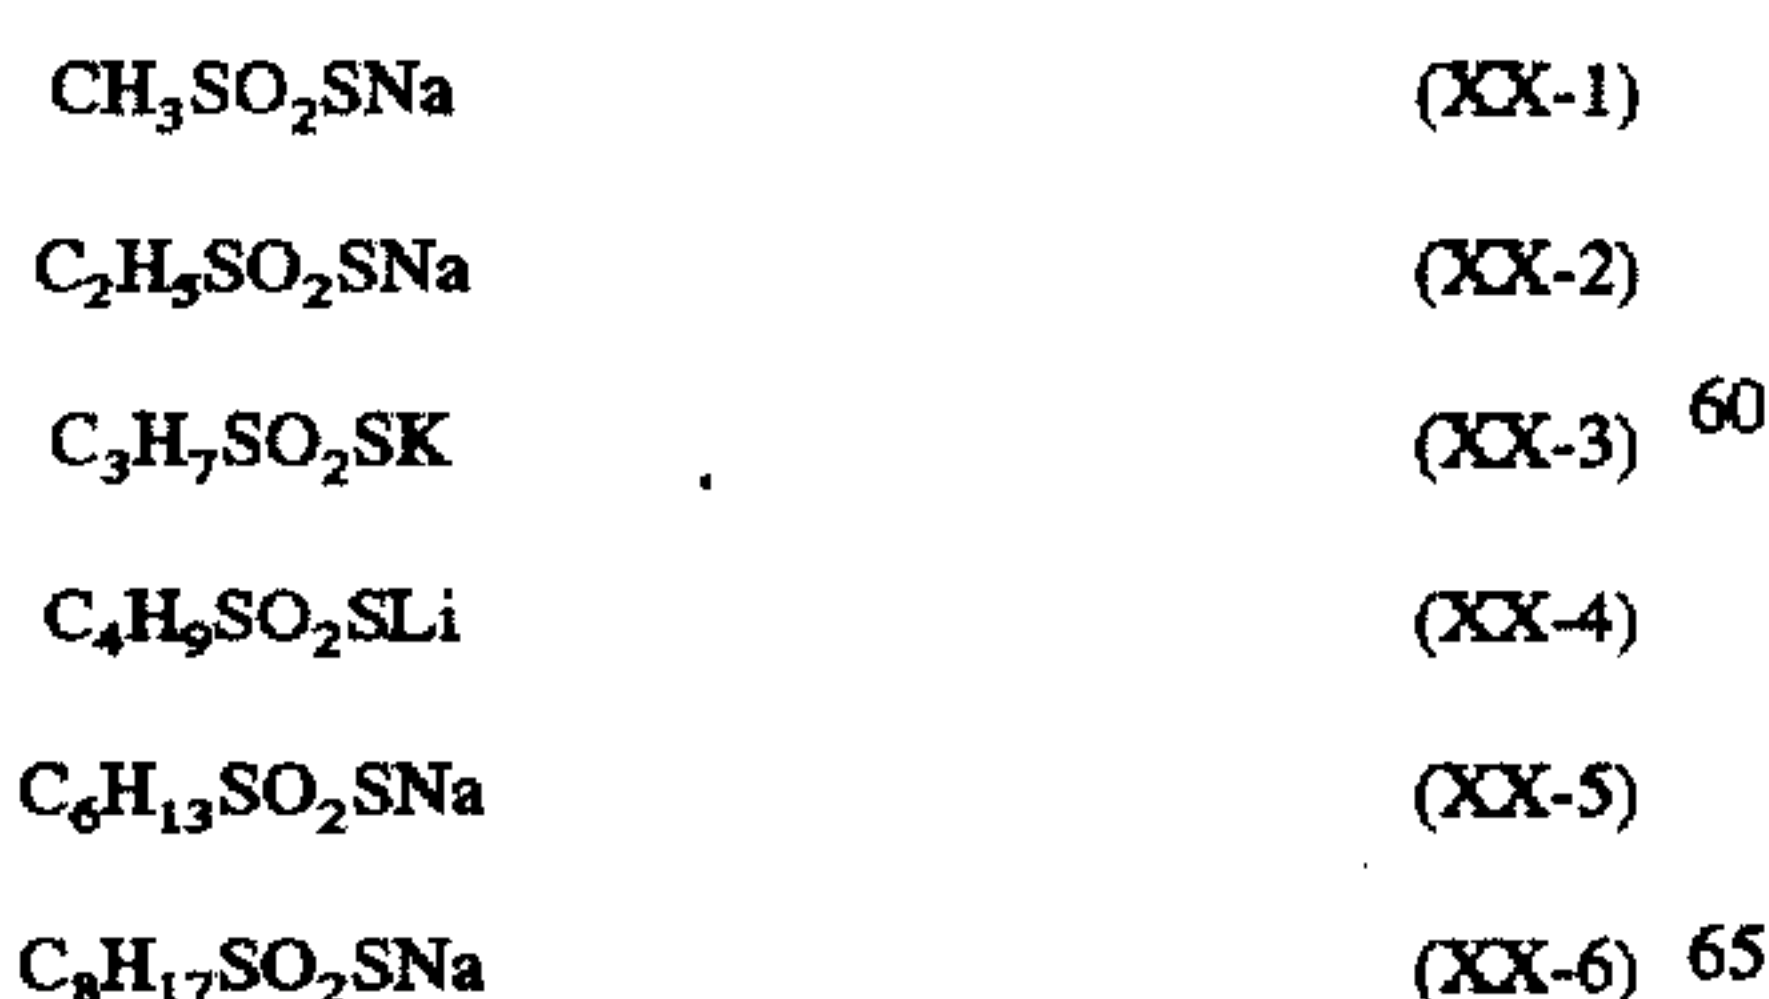 CH₃SO₂SNa (XX-1)
C₂H₅SO₂SNa (XX-2)
60
C₃H₇SO₂SK (XX-3)
C₄H₉SO₂SLi (XX-4)
C₆H₁₃SO₂SNa (XX-5)
C₈H₁₇SO₂SNa (XX-6) 65